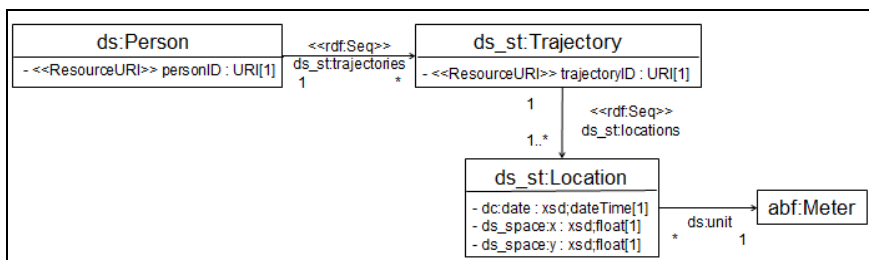 ds:Person
- <<ResourceURI>> personID : URI[1]
<<rdf:Seq>>
ds_st:trajectories
1 *
ds_st:Trajectory
- <<ResourceURI>> trajectoryID : URI[1]
1
<<rdf:Seq>>
ds_st:locations
1..*
ds_st:Location
- dc:date : xsd;dateTime[1]
- ds_space:x : xsd;float[1]
- ds_space:y : xsd;float[1]
ds:unit
* 1
abf:Meter